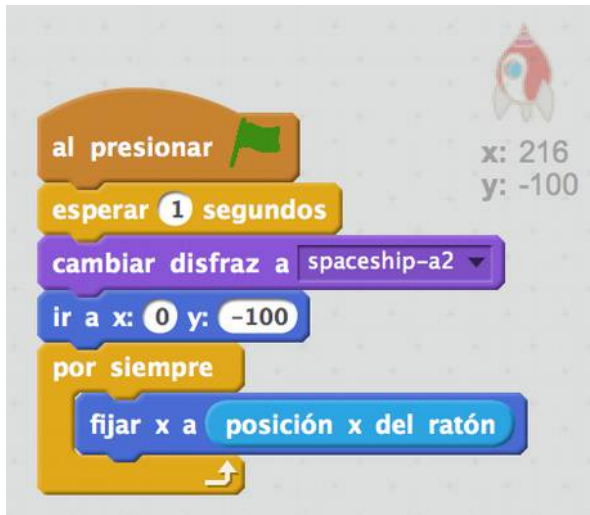 al presionar
x: 216
y: -100
esperar 1 segundos
cambiar disfraz a spaceship-a2
ir a x: 0 y: -100
por siempre
fijar x a posición x del ratón